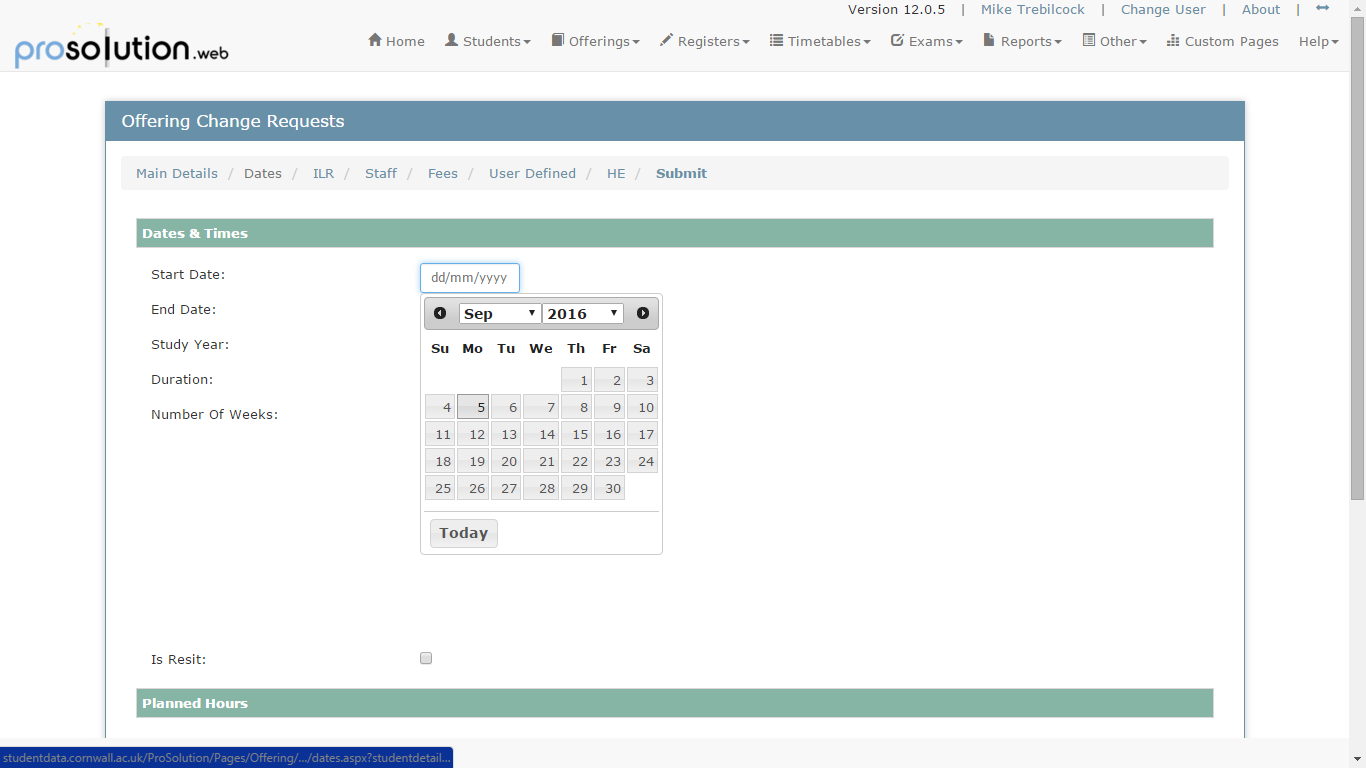 Version 12.0.5 | Mike Trebilcock | Change User | About |
prosolution.web
Home Students Offerings Registers Timetables Exams Reports Other Custom Pages Help
Offering Change Requests
Main Details / Dates / ILR / Staff / Fees / User Defined / HE / Submit
Dates & Times
Start Date: dd/mm/yyyy
End Date:
Sep 2016
Study Year:
Su Mo Tu We Th Fr Sa
Duration:
1 2 3
Number Of Weeks:
4 5 6 7 8 9 10
11 12 13 14 15 16 17
18 19 20 21 22 23 24
25 26 27 28 29 30
Today
Is Resit:
Planned Hours
studentdata.cornwall.ac.uk/ProSolution/Pages/Offering/.../dates.aspx?studentdetail...